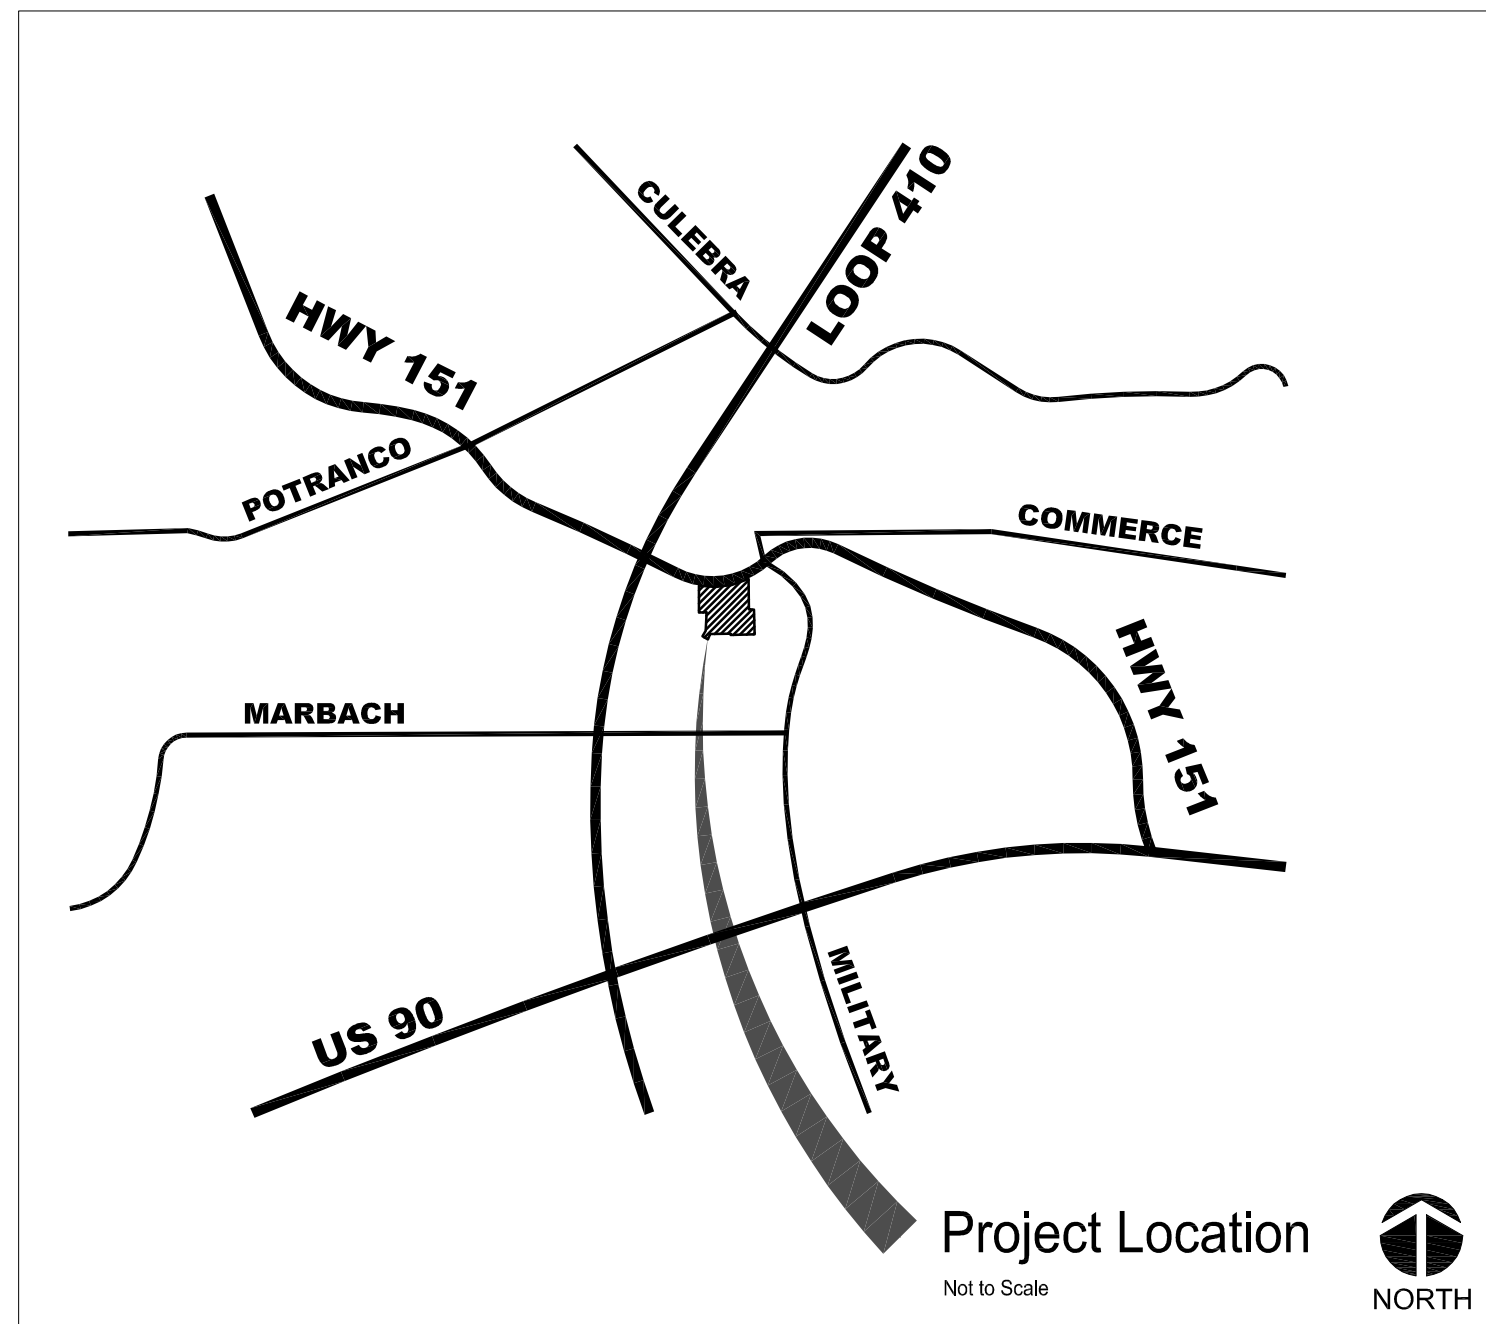 CULEBRA
LOOP 410
HWY 151
POTRANCO
COMMERCE
HWY 151
MARBACH
US 90
MILITARY
Project Location
Not to Scale
NORTH